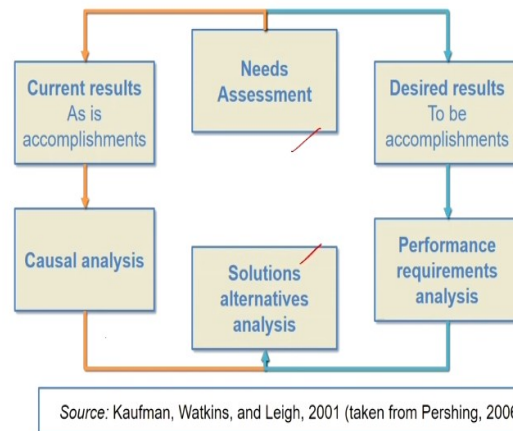 Needs
Assessment
Current results
As is
accomplishments
Desired results
To be
accomplishments
Causal analysis
Performance
requirements
analysis
Solutions
alternatives
analysis
Source: Kaufman, Watkins, and Leigh, 2001 (taken from Pershing, 2006